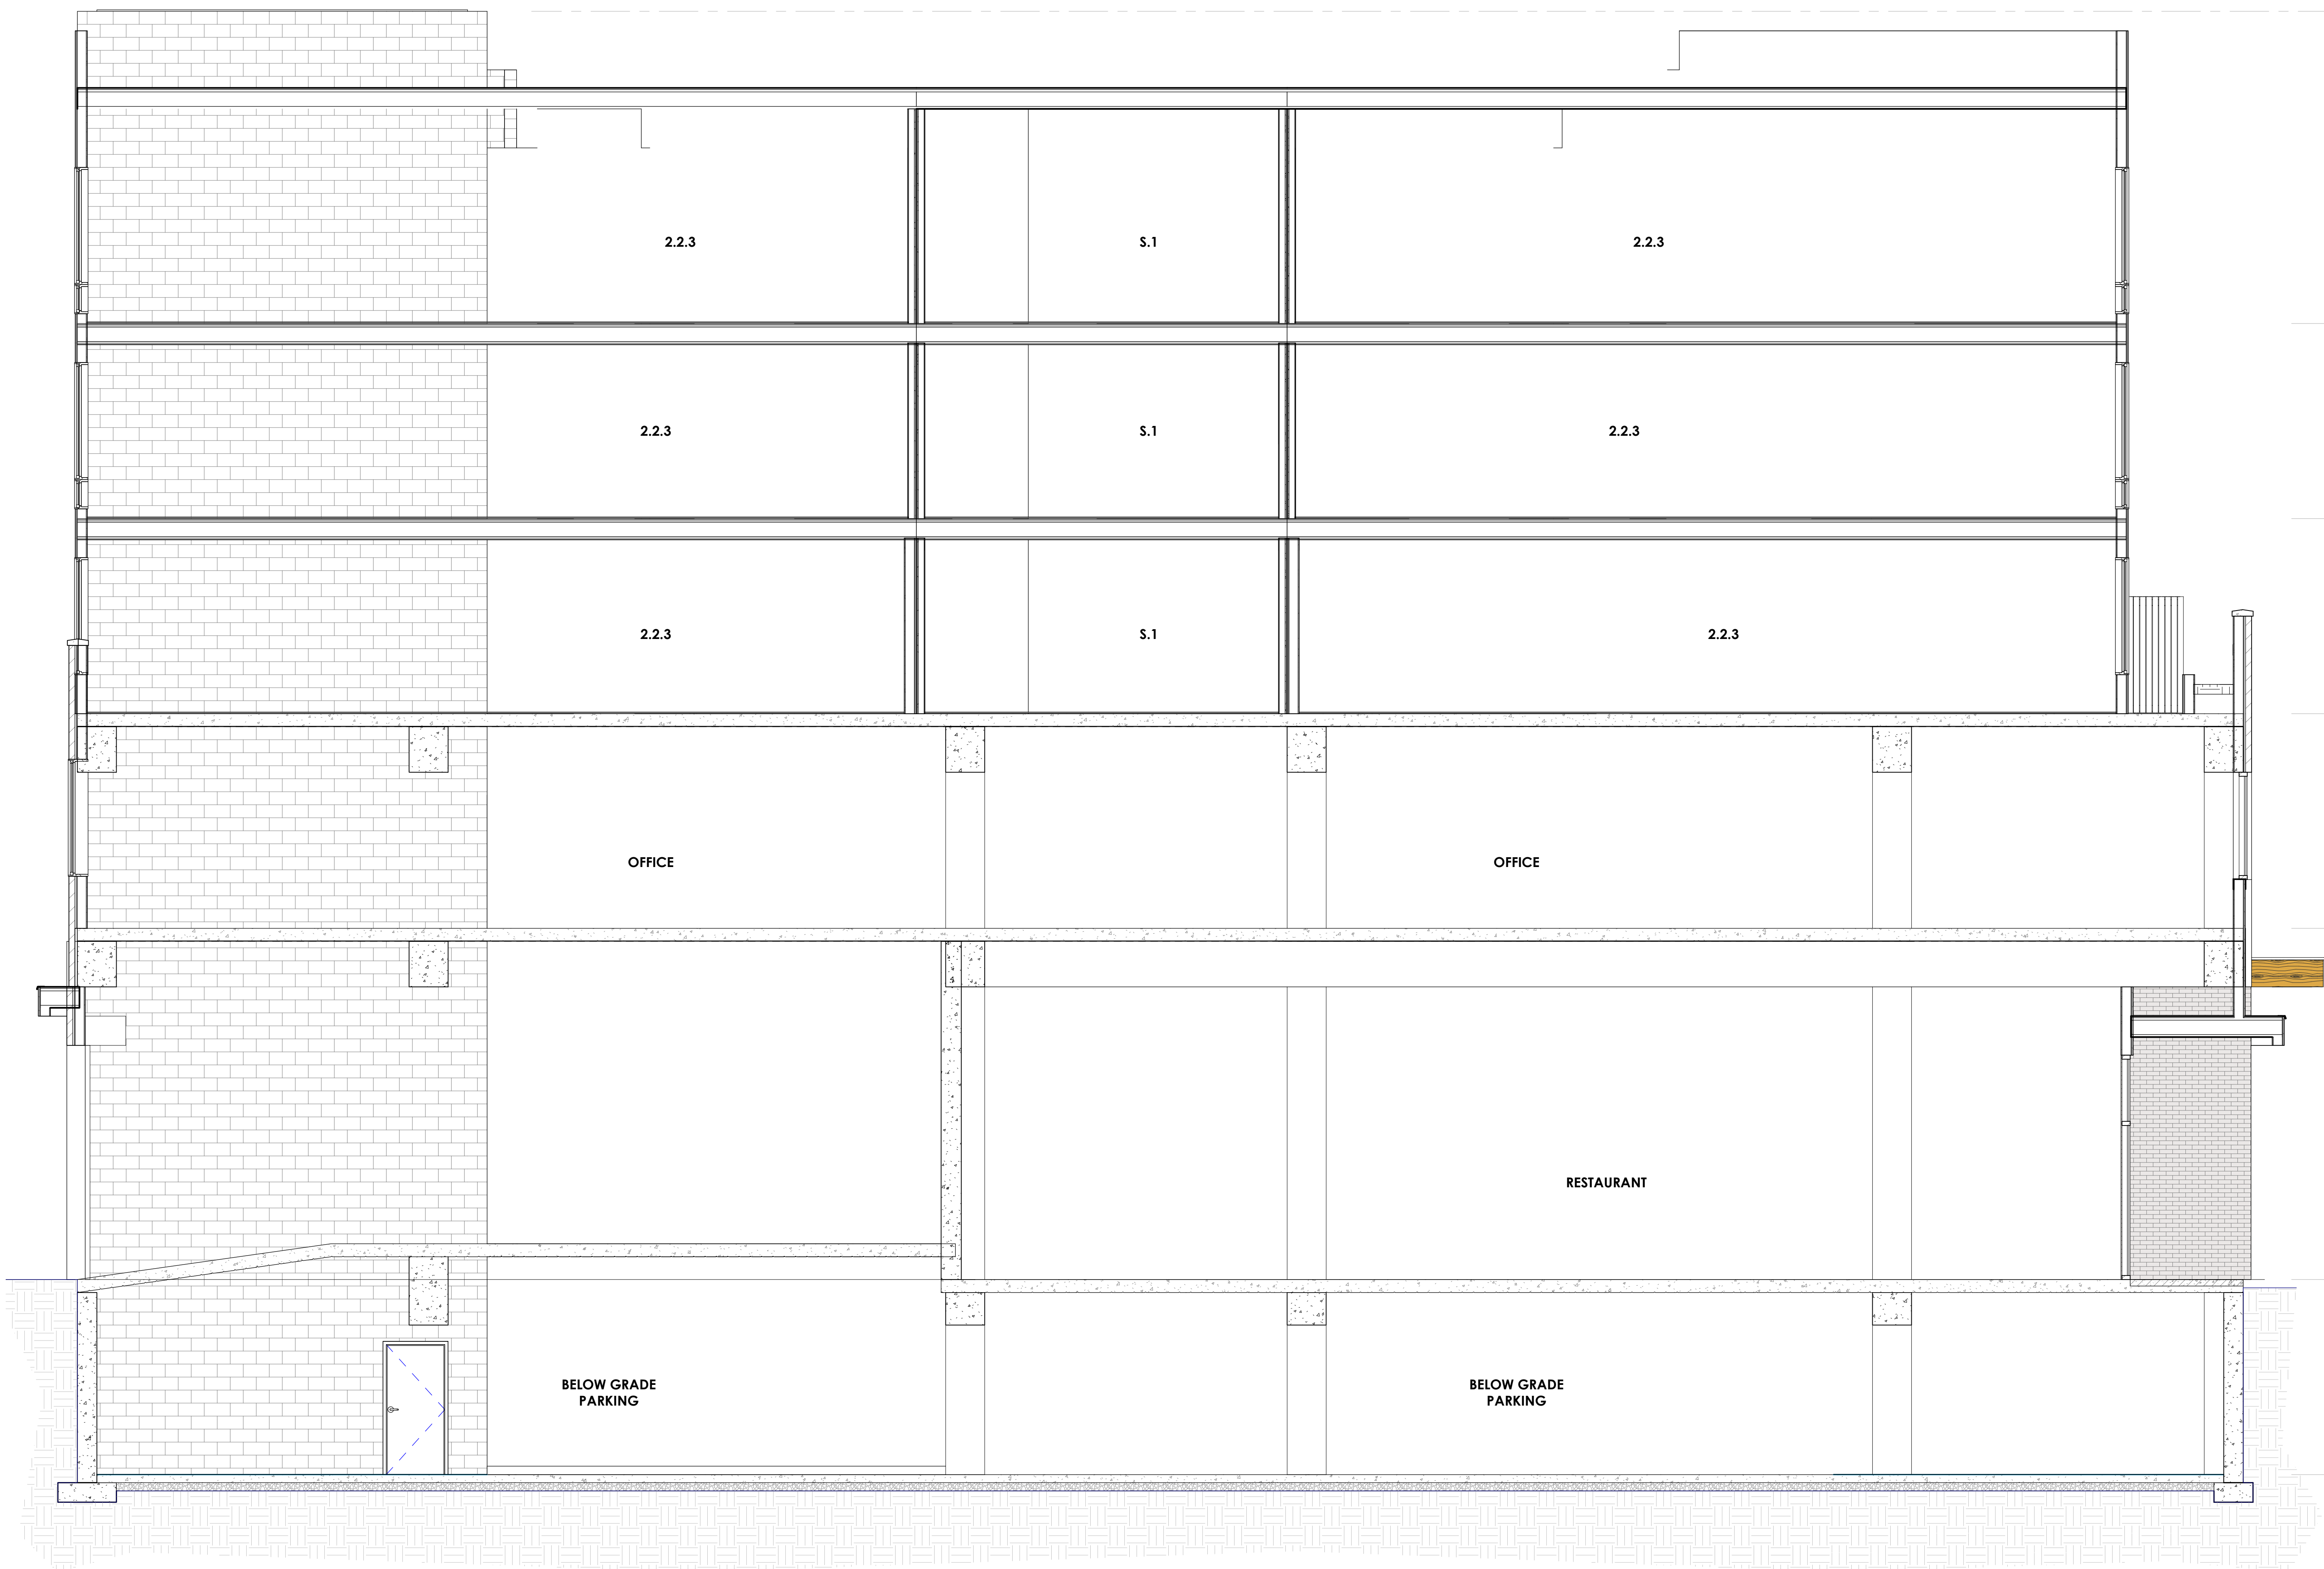 2.2.3
S.1
2.2.3
2.2.3
S.1
2.2.3
2.2.3
S.1
2.2.3
OFFICE
OFFICE
RESTAURANT
BELOW GRADE
PARKING
BELOW GRADE
PARKING